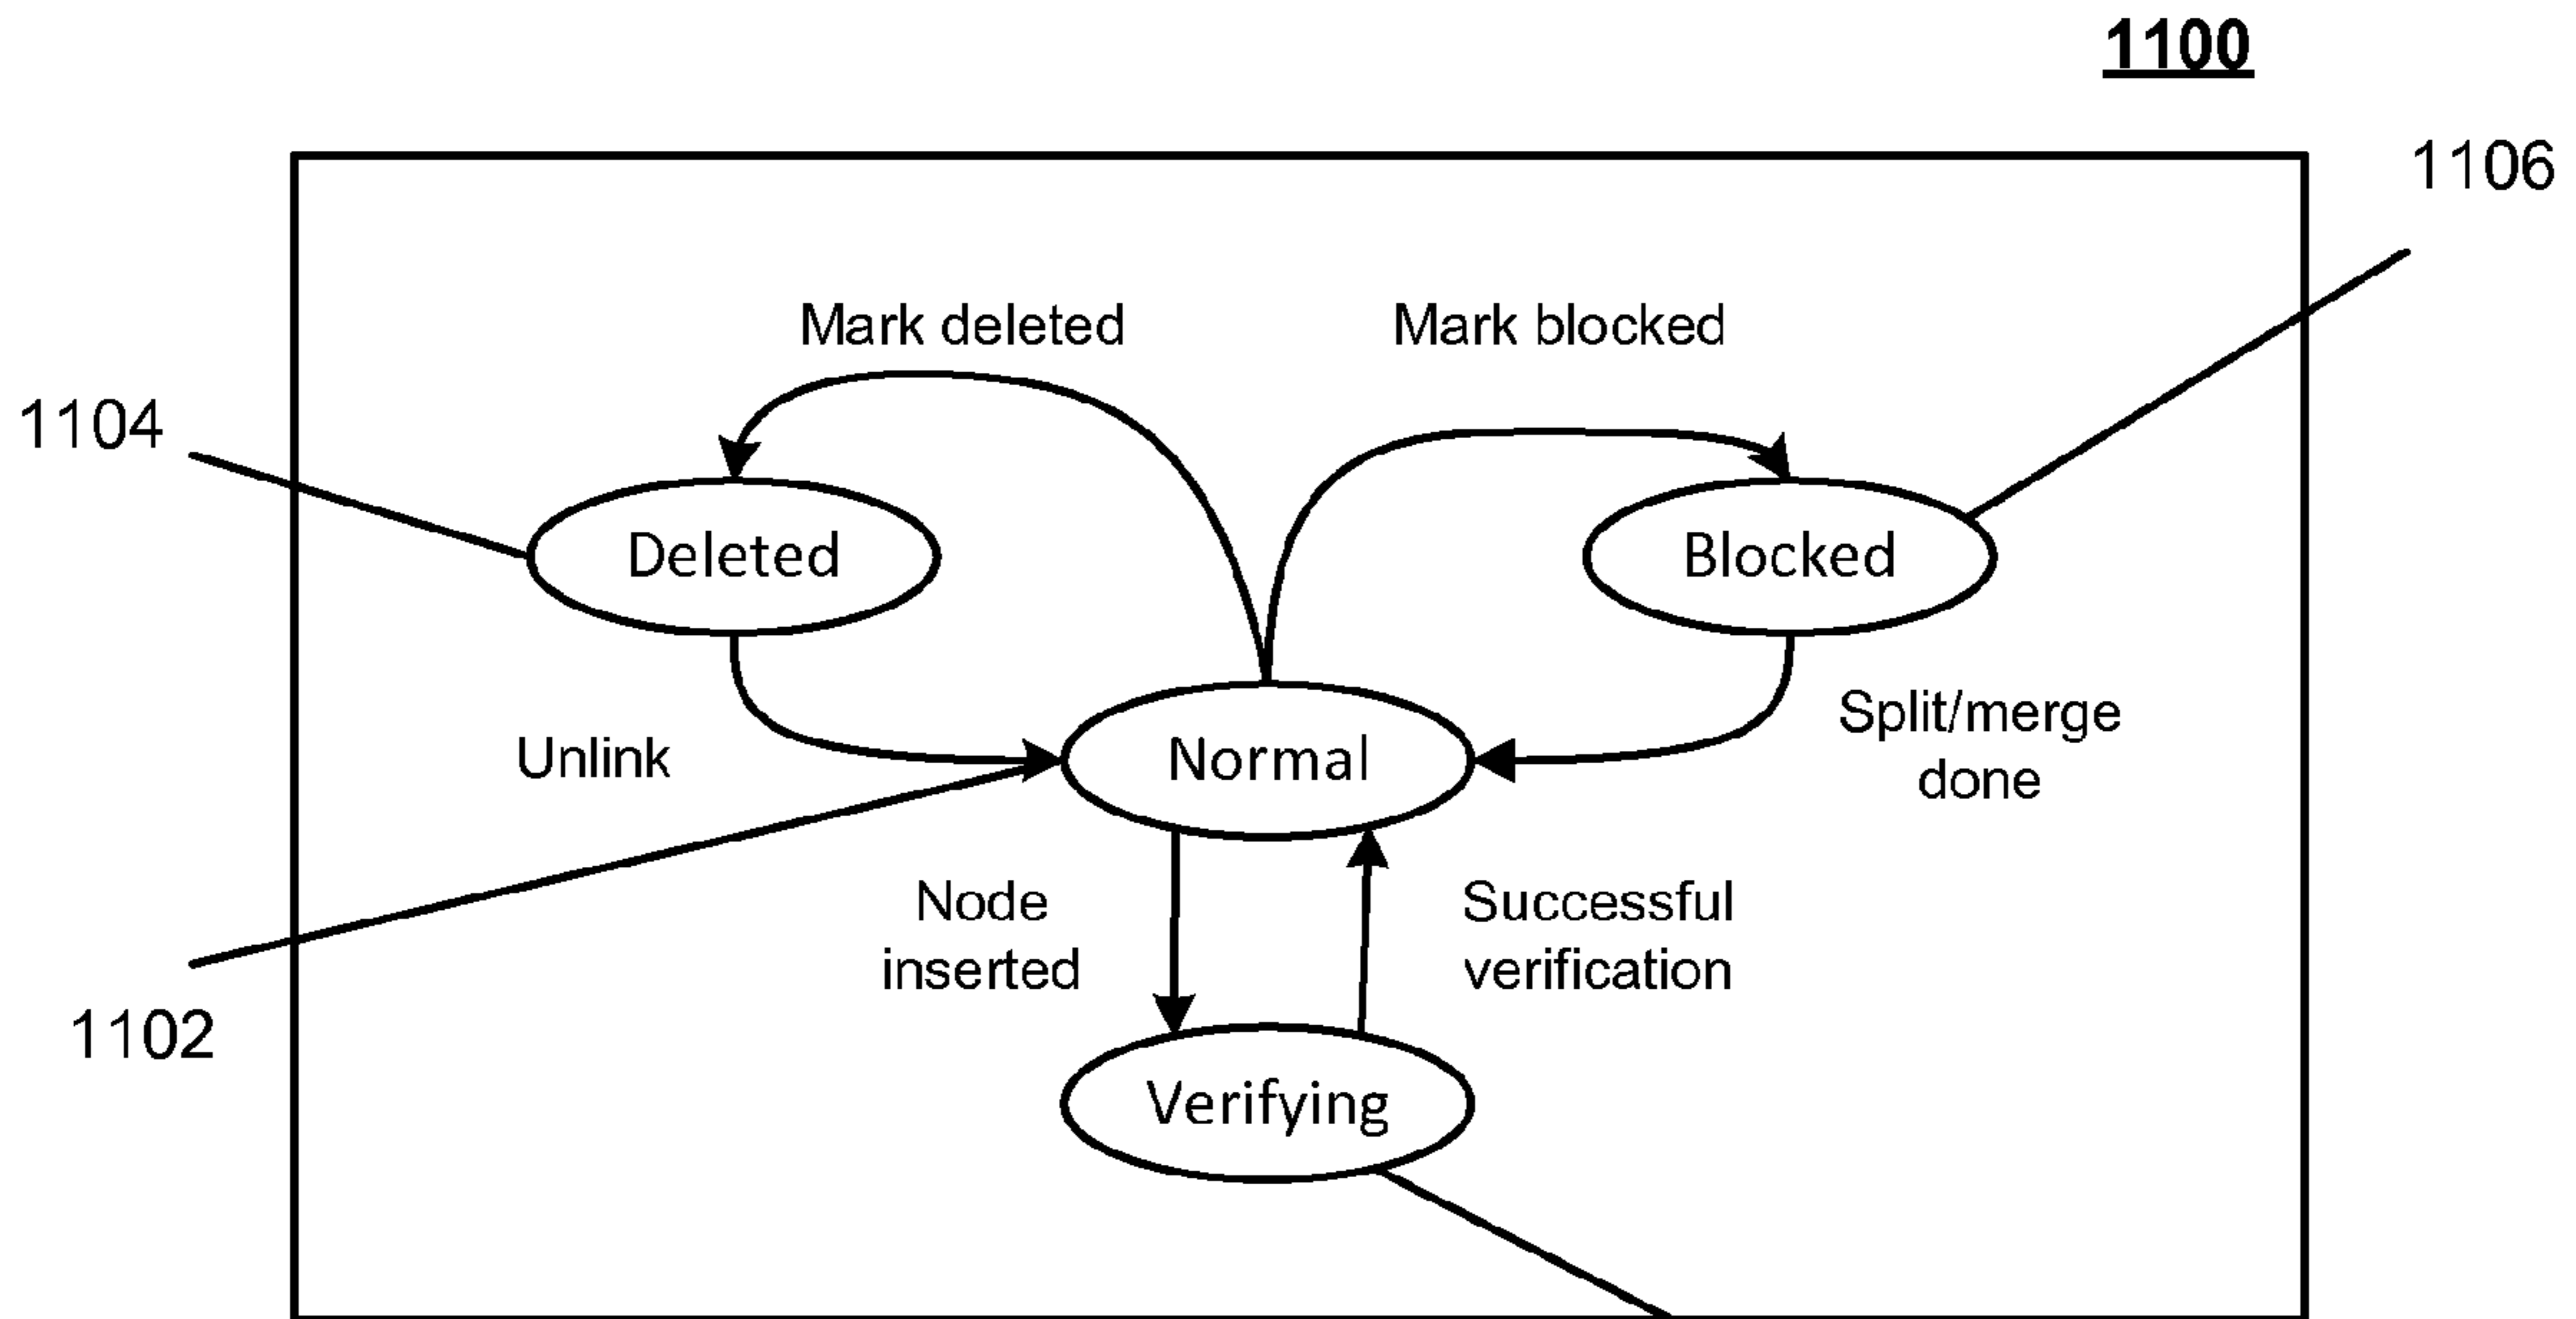 1100
1106
Mark deleted
Mark blocked
1104
Deleted
Blocked
Split/merge
done
Unlink
Normal
Node
inserted
Successful
verification
1102
Verifying